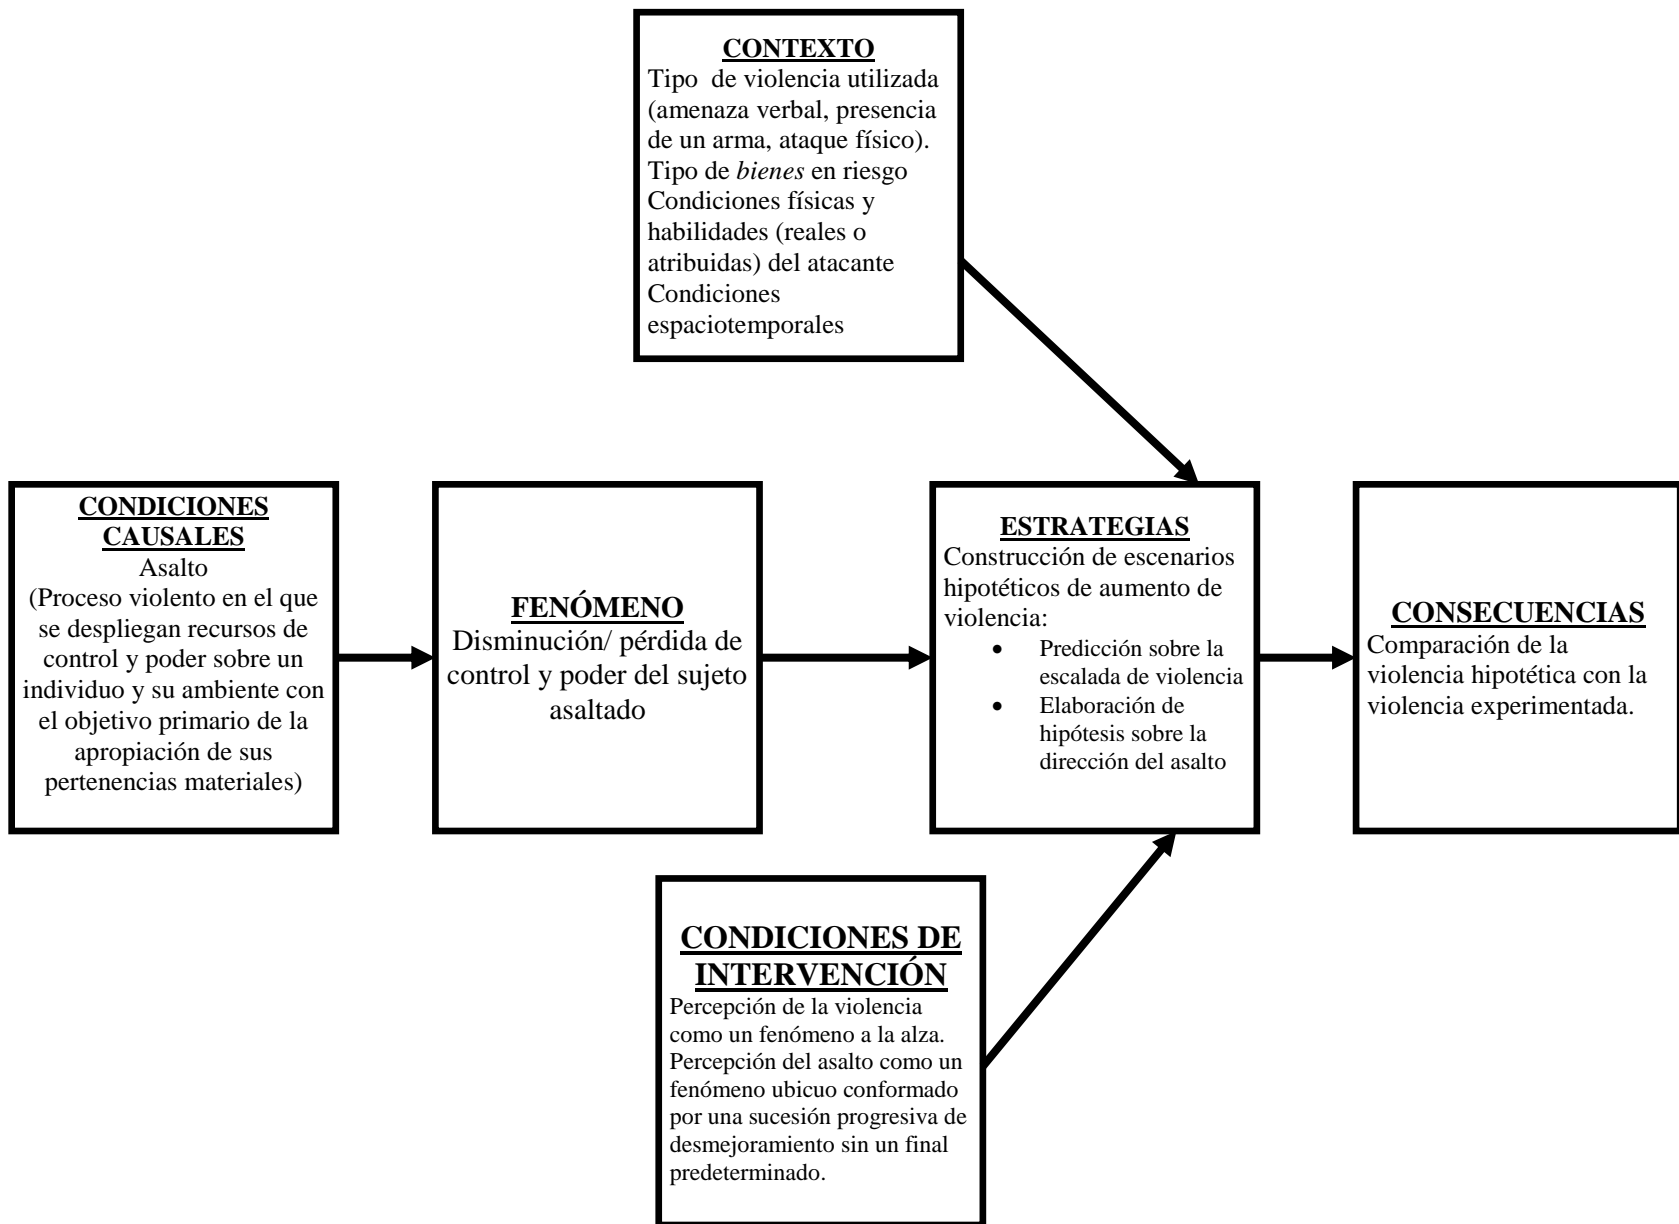 CONTEXTO
Tipo de violencia utilizada
(amenaza verbal, presencia
de un arma, ataque físico).
Tipo de bienes en riesgo
Condiciones físicas y
habilidades (reales o
atribuidas) del atacante
Condiciones
espaciotemporales
CONDICIONES
CAUSALES
Asalto
(Proceso violento en el que
se despliegan recursos de
control y poder sobre un
individuo y su ambiente con
el objetivo primario de la
apropiación de sus
pertenencias materiales)
FENÓMENO
Disminución/ pérdida de
control y poder del sujeto
asaltado
ESTRATEGIAS
Construcción de escenarios
hipotéticos de aumento de
violencia:
• Predicción sobre la
escalada de violencia
• Elaboración de
hipótesis sobre la
dirección del asalto
CONSECUENCIAS
Comparación de la
violencia hipotética con la
violencia experimentada.
CONDICIONES DE
INTERVENCIÓN
Percepción de la violencia
como un fenómeno a la alza.
Percepción del asalto como un
fenómeno ubicuo conformado
por una sucesión progresiva de
desmejoramiento sin un final
predeterminado.